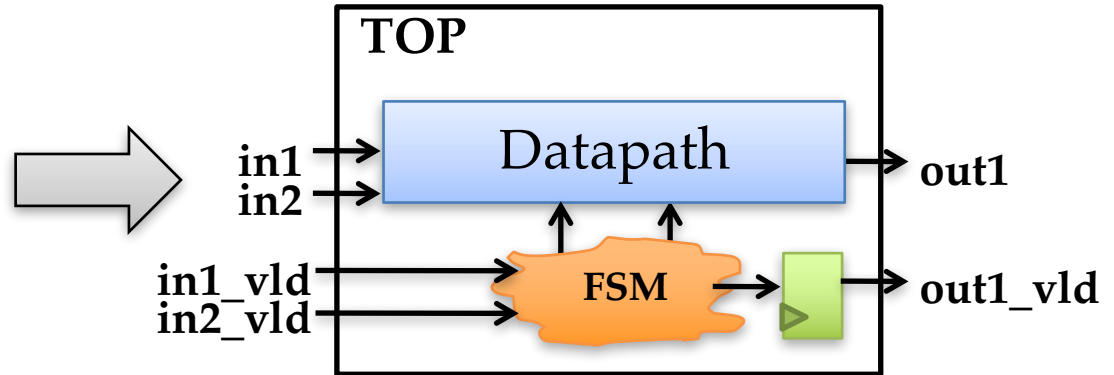 TOP
Datapath
in1
in2
out1
in1_vld
in2_vld
FSM
out1_vld